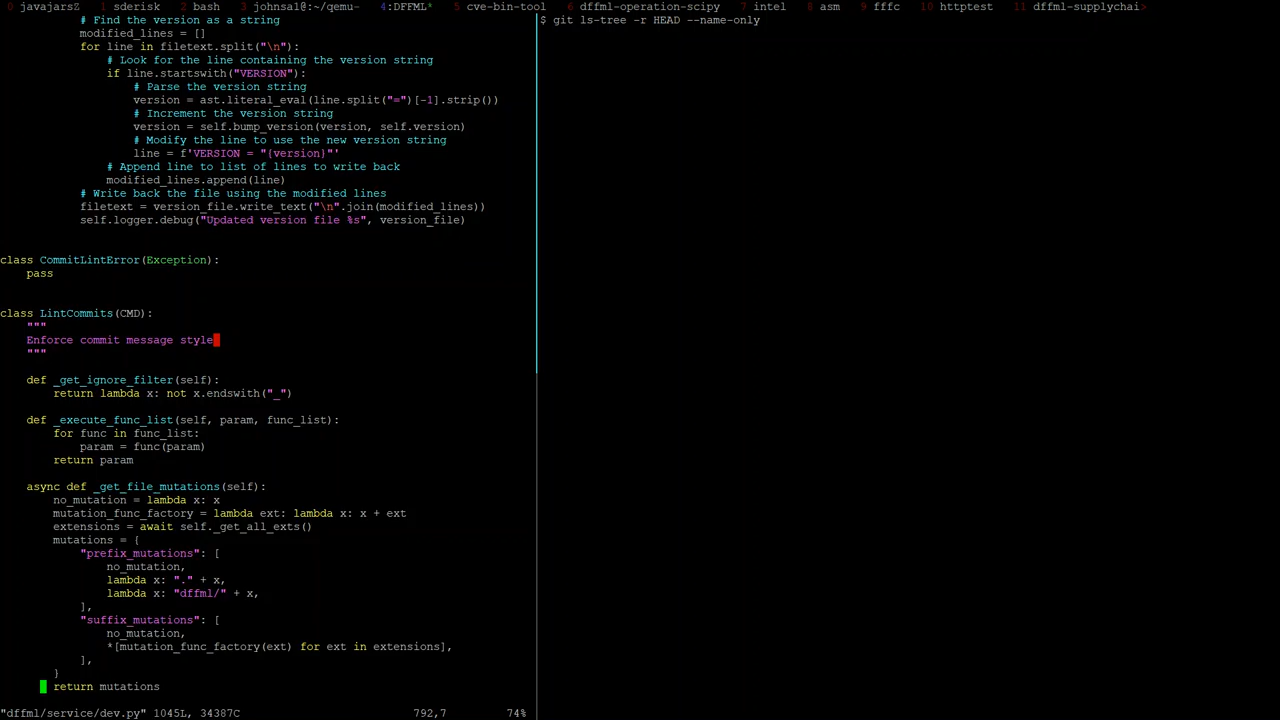 0 javajarsZ 1 sderisk 2 bash 3 johnsal@:~/qemu- 4:DFFML* 5 cve-bin-tool 6 dffml-operation-scipy 7 intel 8 asm 9 fffc 10 httptest 11 dffml-supplychai>
# Find the version as a string
modified_lines = []
for line in filetext.split("\n"):
# Look for the line containing the version string
if line.startswith("VERSION"):
# Parse the version string
version = ast.literal_eval(line.split("=")[-1].strip())
# Increment the version string
version = self.bump_version(version, self.version)
# Modify the line to use the new version string
line = f'VERSION = "{version}"'
# Append line to list of lines to write back
modified_lines.append(line)
# Write back the file using the modified lines
filetext = version_file.write_text("\n".join(modified_lines))
self.logger.debug("Updated version file %s", version_file)
class CommitLintError(Exception):
pass
class LintCommits(CMD):
"""
Enforce commit message style
"""
def _get_ignore_filter(self):
return lambda x: not x.endswith("_")
def _execute_func_list(self, param, func_list):
for func in func_list:
param = func(param)
return param
async def _get_file_mutations(self):
no_mutation = lambda x: x
mutation_func_factory = lambda ext: lambda x: x + ext
extensions = await self._get_all_exts()
mutations = {
"prefix_mutations": [
no_mutation,
lambda x: "." + x,
lambda x: "dffml/" + x,
],
"suffix_mutations": [
no_mutation,
*[mutation_func_factory(ext) for ext in extensions],
],
}
return mutations
"dffml/service/dev.py" 1045L, 34387C 792,7 74%
$ git ls-tree -r HEAD --name-only